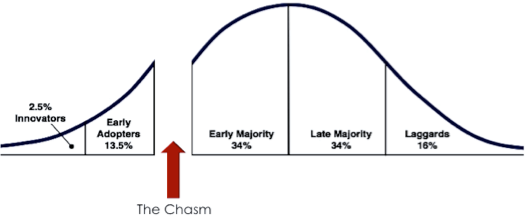 2.5%
Innovators
Early
Adopters
13.5%
Early Majority
34%
Late Majority
34%
Laggards
16%
The Chasm